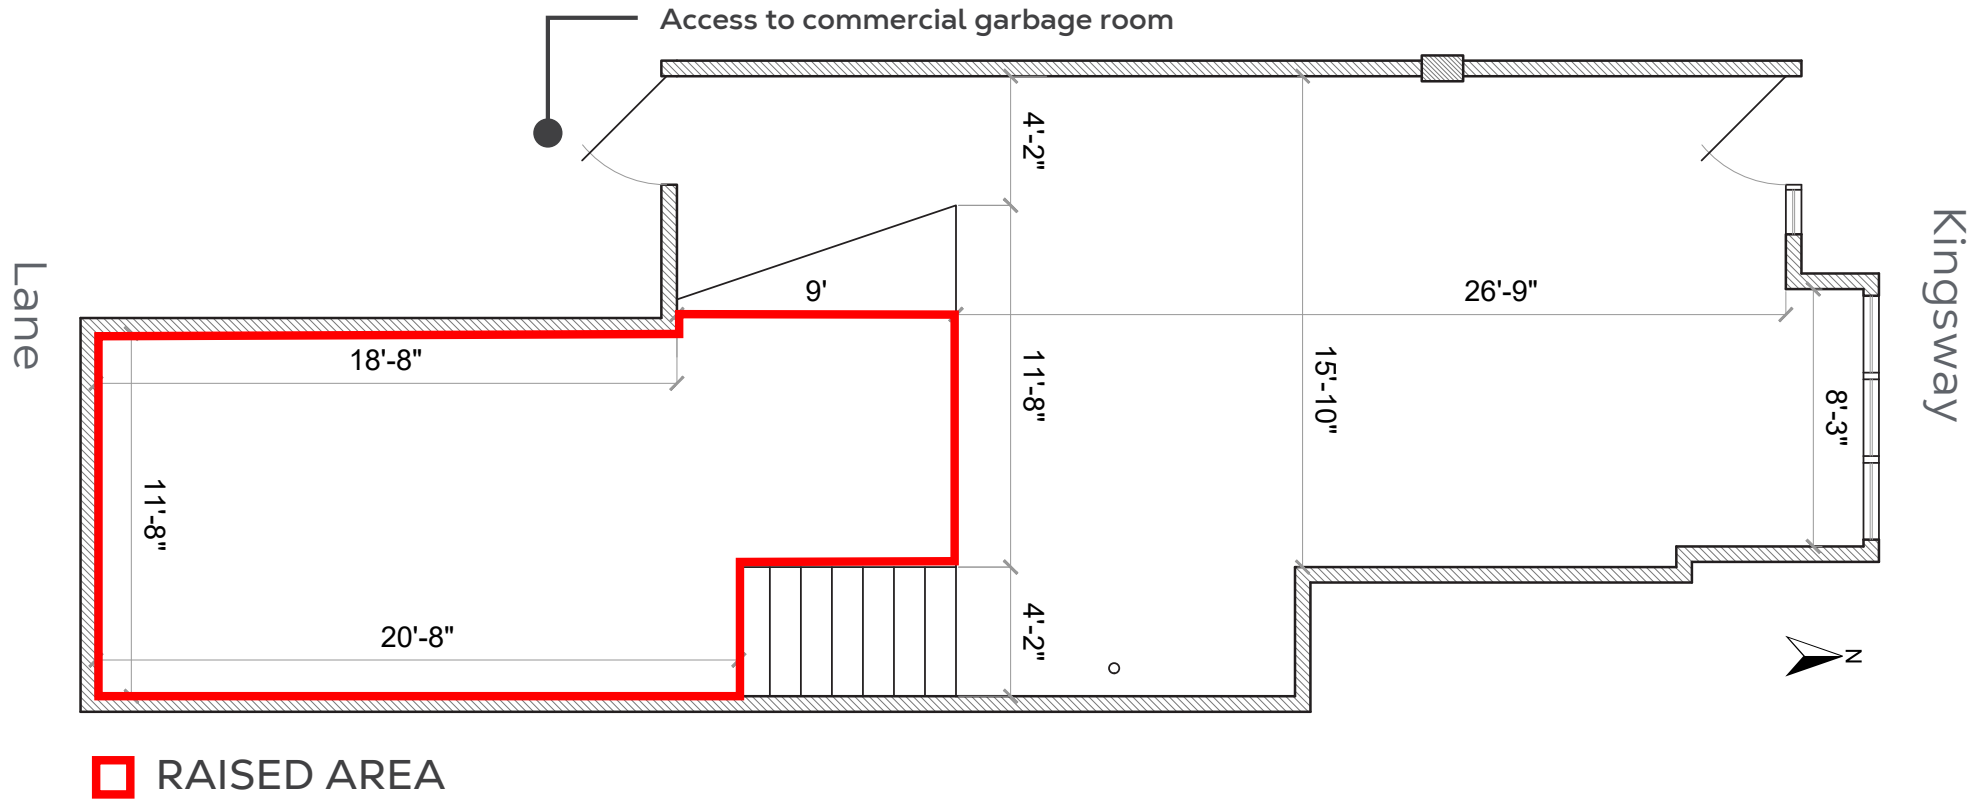 Access to commercial garbage room
4'-2"
Kingsway
Lane
9'
26'-9"
18'-8"
11'-8"
15'-10"
8'-3"
11'-8"
20'-8"
4'-2"
N
RAISED AREA